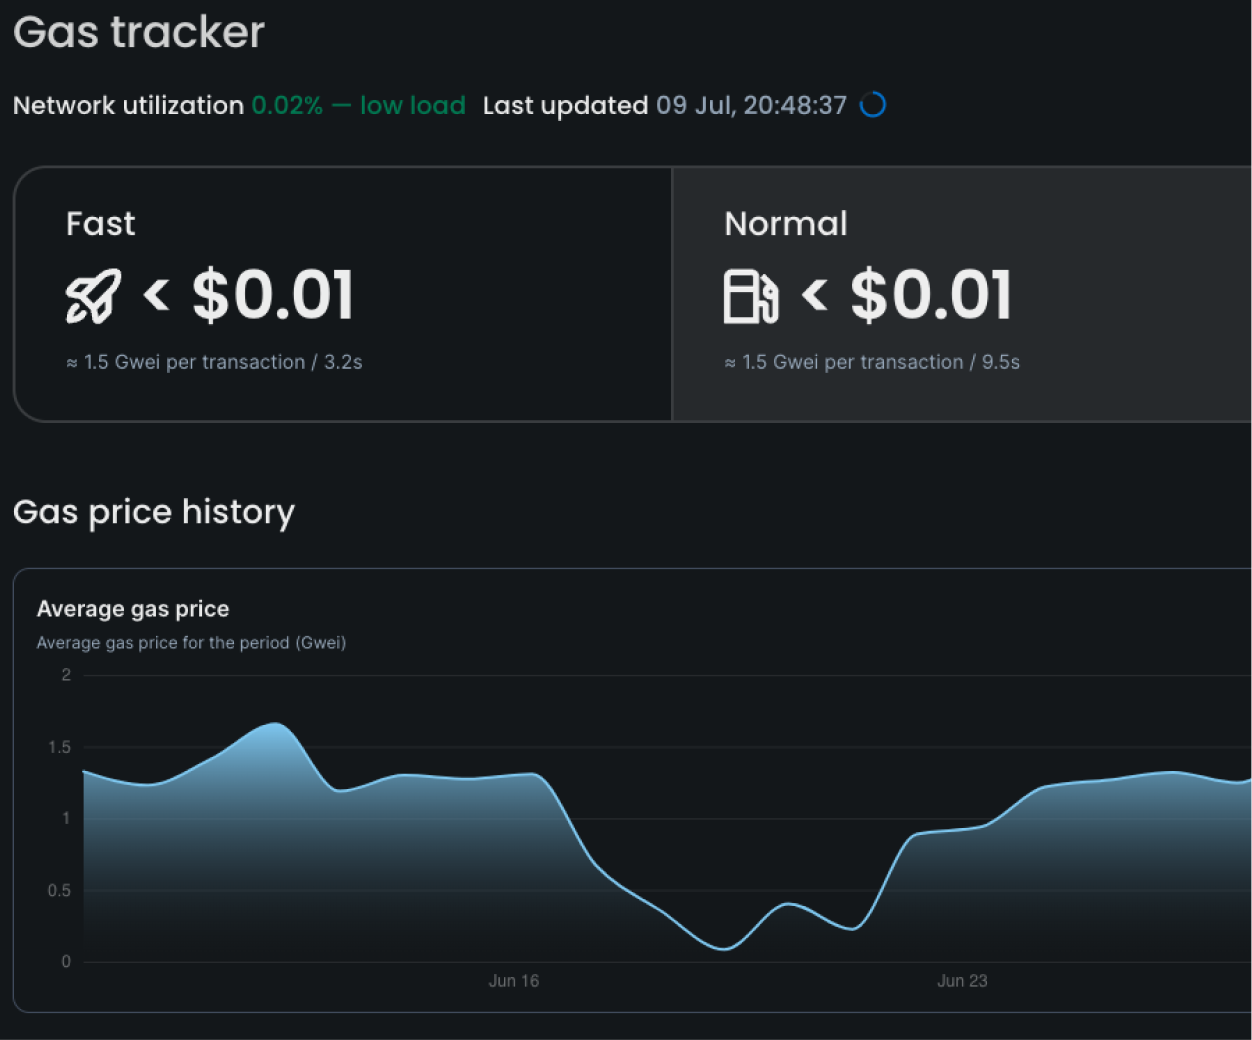 Gas tracker
Network utilization 0.02% — low load Last updated 09 Jul, 20:48:37
Fast
< $0.01
≈ 1.5 Gwei per transaction / 3.2s
Normal
< $0.01
≈ 1.5 Gwei per transaction / 9.5s
Gas price history
Average gas price
Average gas price for the period (Gwei)
2
1.5
1
0.5
0
Jun 16
Jun 23